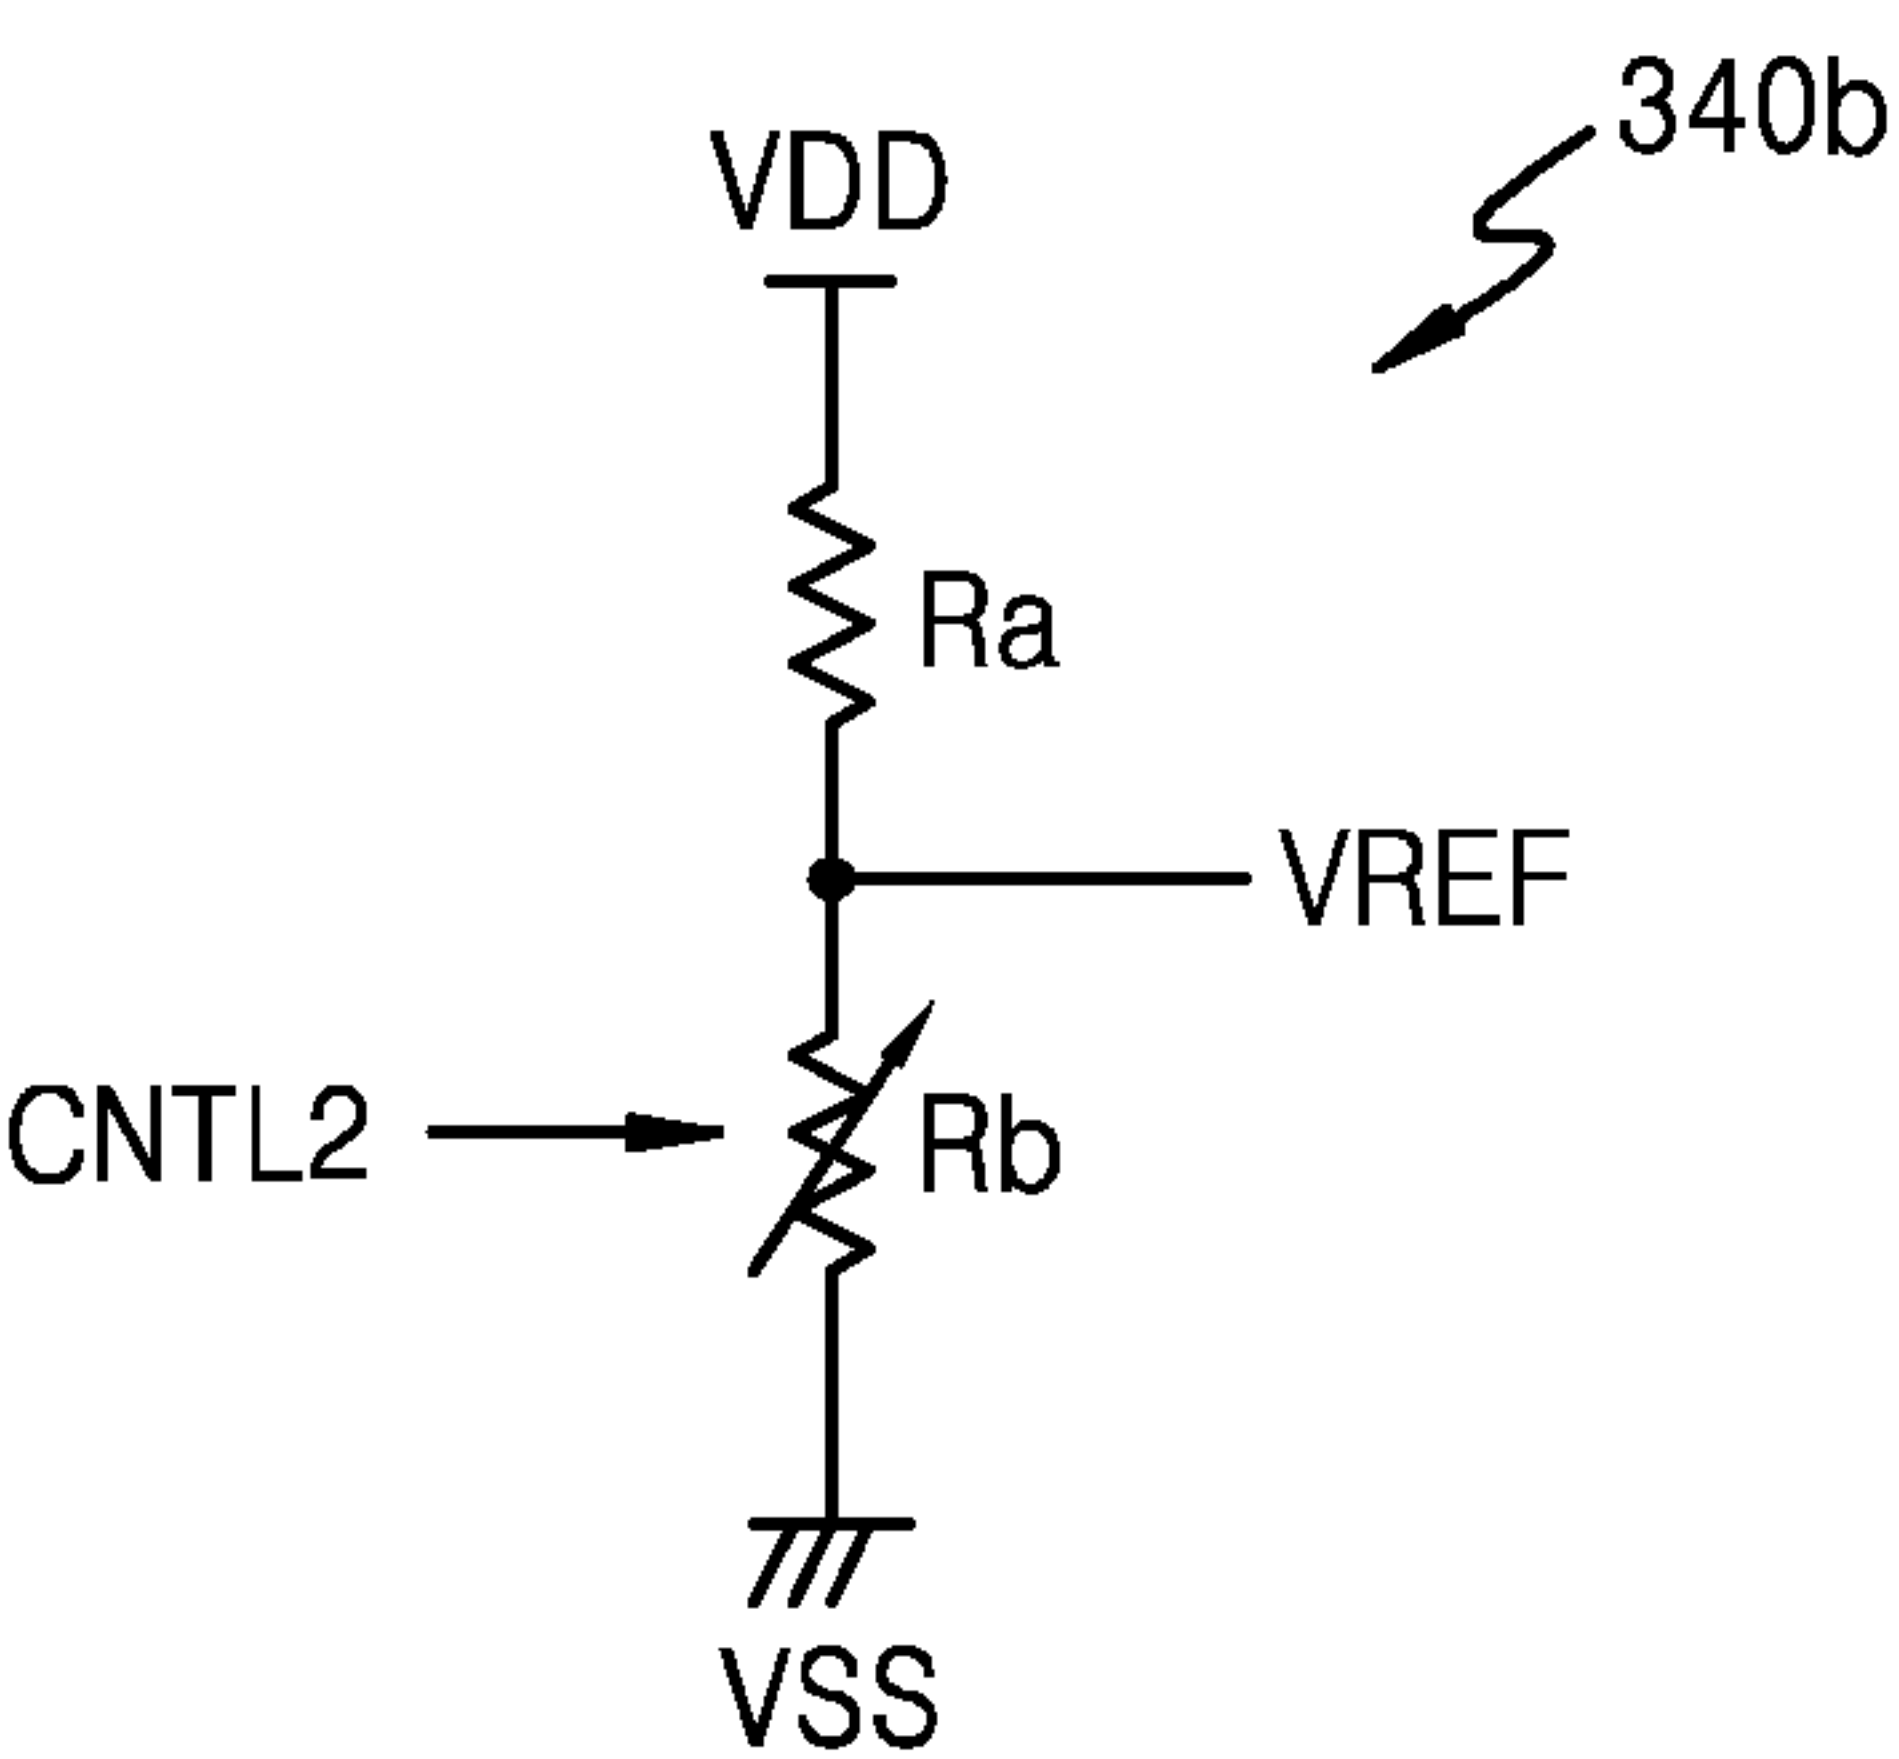 340b
VDD
Ra
VREF
CNTL2
Rb
VSS